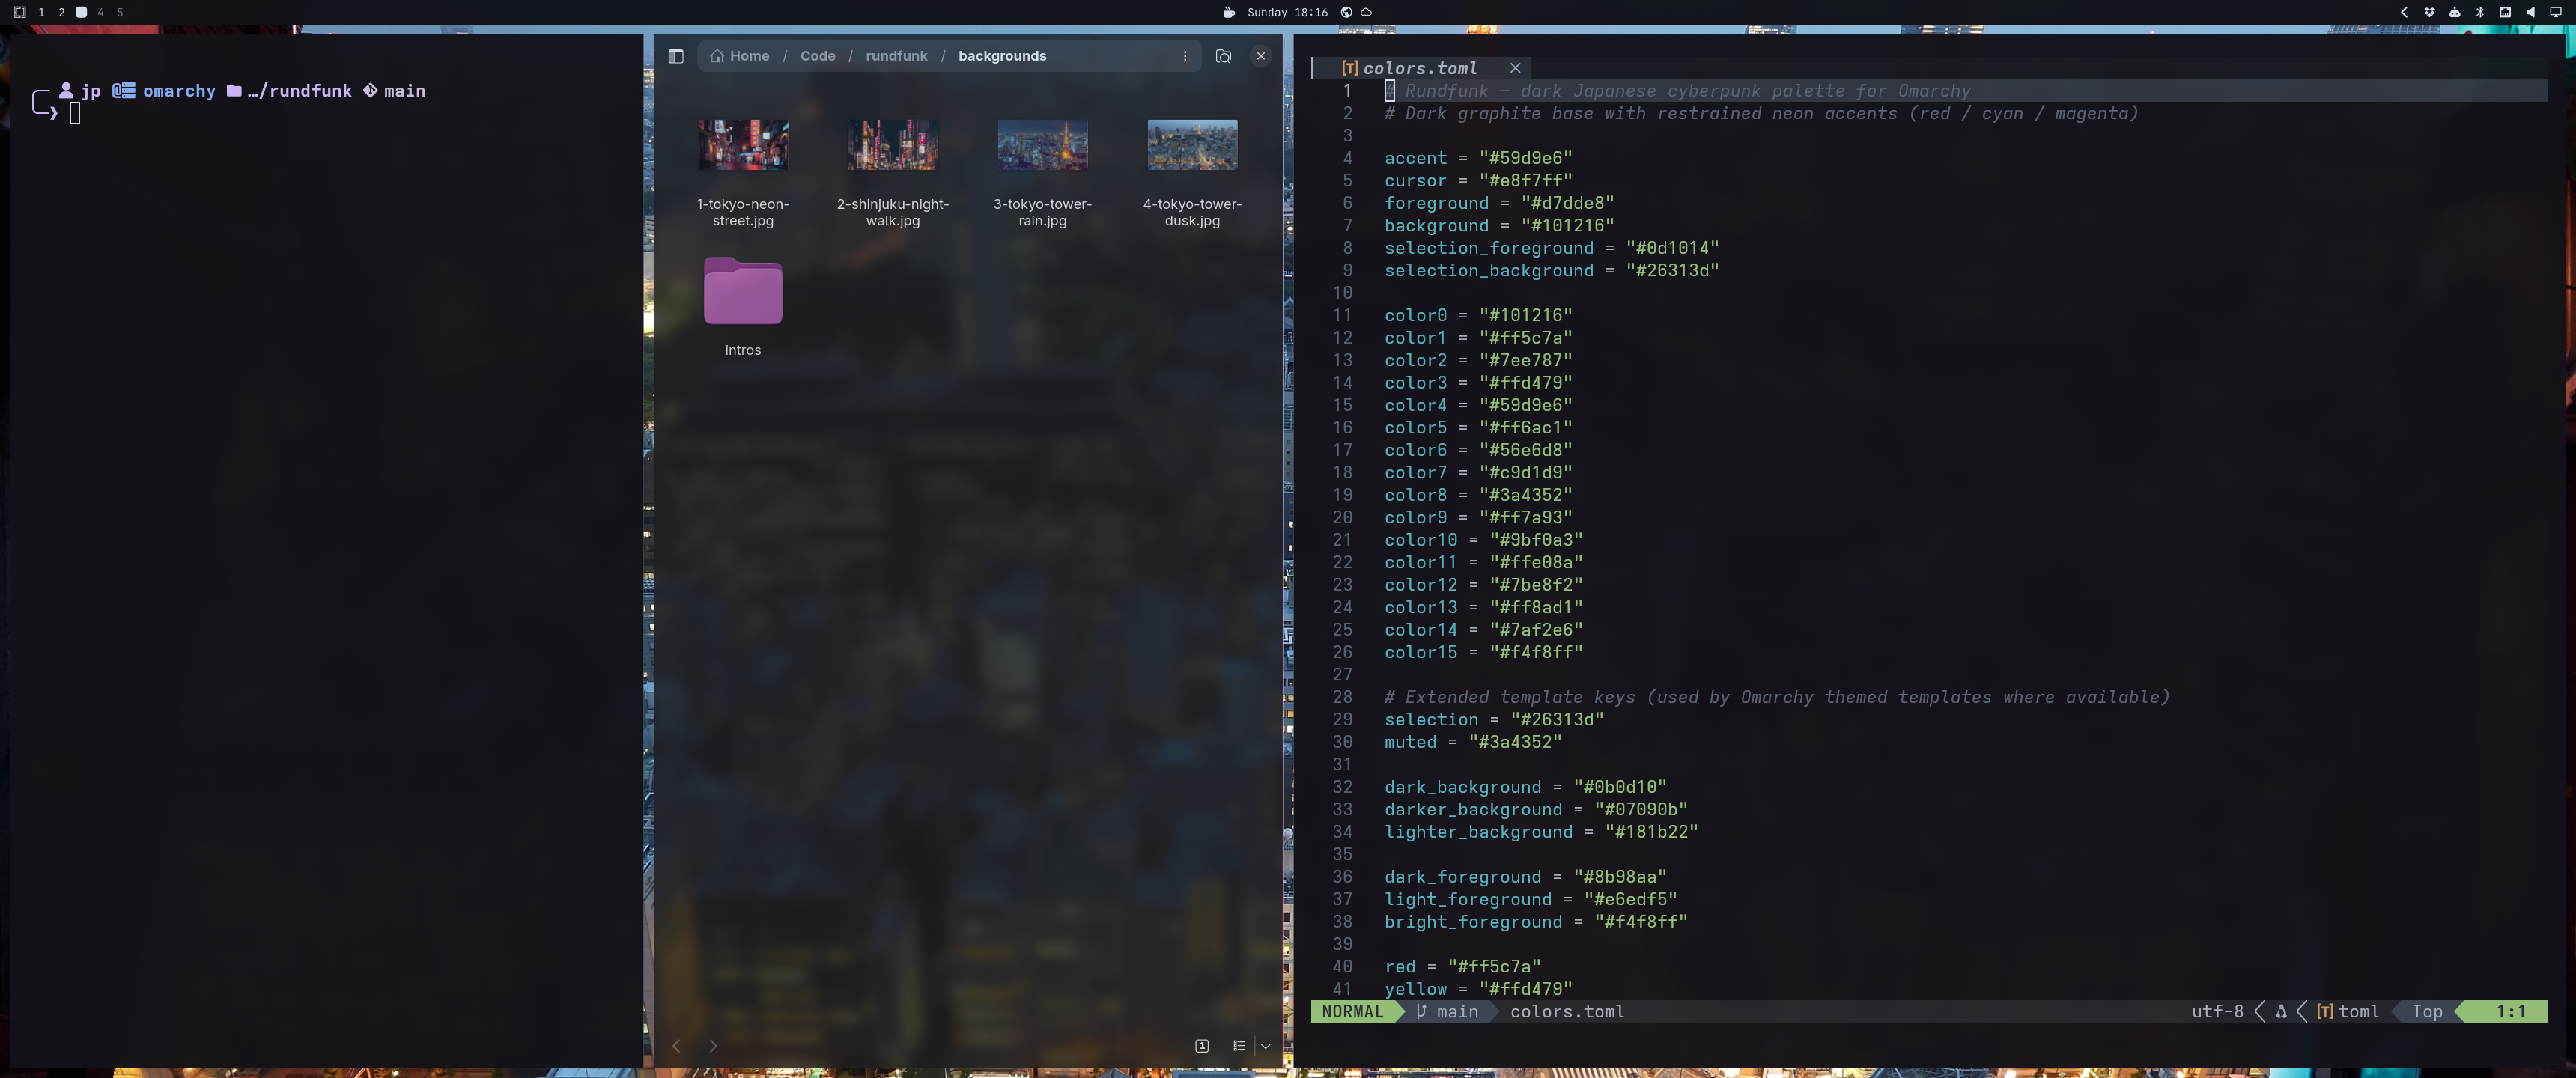 1 2 4 5
Sunday 18:16
jp omarchy …/rundfunk main
Home / Code / rundfunk / backgrounds
1-tokyo-neon-
street.jpg
2-shinjuku-night-
walk.jpg
3-tokyo-tower-
rain.jpg
4-tokyo-tower-
dusk.jpg
intros
1
[T] colors.toml
1 # Rundfunk — dark Japanese cyberpunk palette for Omarchy
2 # Dark graphite base with restrained neon accents (red / cyan / magenta)
3
4 accent = "#59d9e6"
5 cursor = "#e8f7ff"
6 foreground = "#d7dde8"
7 background = "#101216"
8 selection_foreground = "#0d1014"
9 selection_background = "#26313d"
10
11 color0 = "#101216"
12 color1 = "#ff5c7a"
13 color2 = "#7ee787"
14 color3 = "#ffd479"
15 color4 = "#59d9e6"
16 color5 = "#ff6ac1"
17 color6 = "#56e6d8"
18 color7 = "#c9d1d9"
19 color8 = "#3a4352"
20 color9 = "#ff7a93"
21 color10 = "#9bf0a3"
22 color11 = "#ffe08a"
23 color12 = "#7be8f2"
24 color13 = "#ff8ad1"
25 color14 = "#7af2e6"
26 color15 = "#f4f8ff"
27
28 # Extended template keys (used by Omarchy themed templates where available)
29 selection = "#26313d"
30 muted = "#3a4352"
31
32 dark_background = "#0b0d10"
33 darker_background = "#07090b"
34 lighter_background = "#181b22"
35
36 dark_foreground = "#8b98aa"
37 light_foreground = "#e6edf5"
38 bright_foreground = "#f4f8ff"
39
40 red = "#ff5c7a"
41 yellow = "#ffd479"
NORMAL main colors.toml utf-8 [T] toml Top 1:1